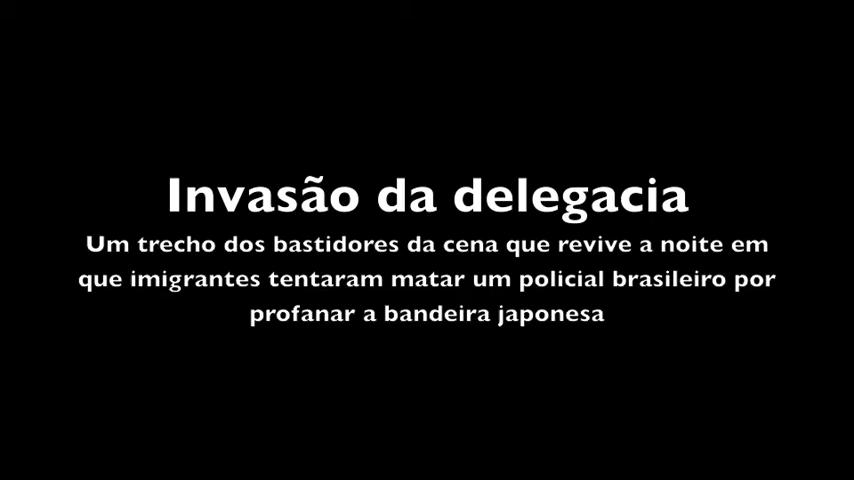 Invasão da delegacia
Um trecho dos bastidores da cena que revive a noite em
que imigrantes tentaram matar um policial brasileiro por
profanar a bandeira japonesa